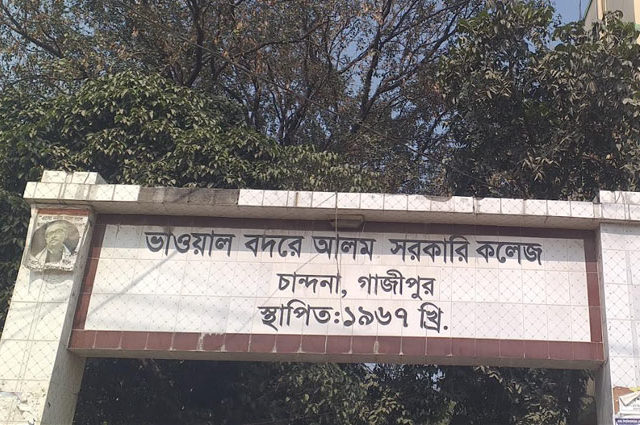 ভাওয়াল বদরে আলম সরকারি কলেজ
চান্দনা, গাজীপুর
স্থাপিত:১৯৬৭ খ্রি.